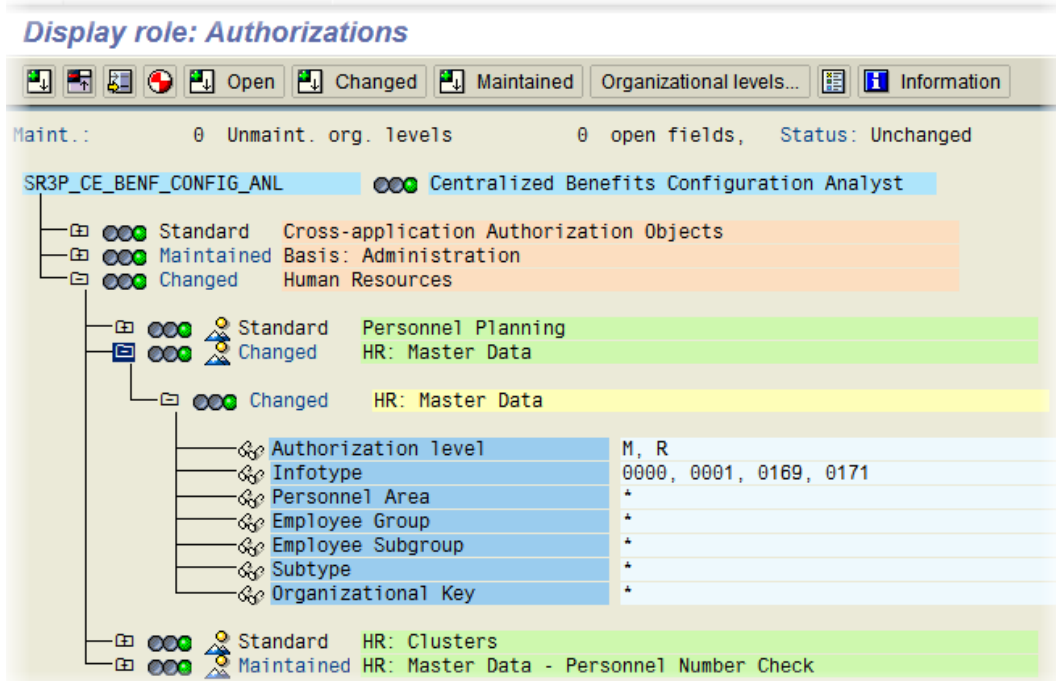 Display role: Authorizations
Open Changed Maintained Organizational levels... Information
Maint.: 0 Unmaint. org. levels 0 open fields, Status: Unchanged
SR3P_CE_BENF_CONFIG_ANL Centralized Benefits Configuration Analyst
Standard Cross-application Authorization Objects
Maintained Basis: Administration
Changed Human Resources
Standard Personnel Planning
Changed HR: Master Data
Changed HR: Master Data
Authorization level M, R
Infotype 0000, 0001, 0169, 0171
Personnel Area *
Employee Group *
Employee Subgroup *
Subtype *
Organizational Key *
Standard HR: Clusters
Maintained HR: Master Data - Personnel Number Check